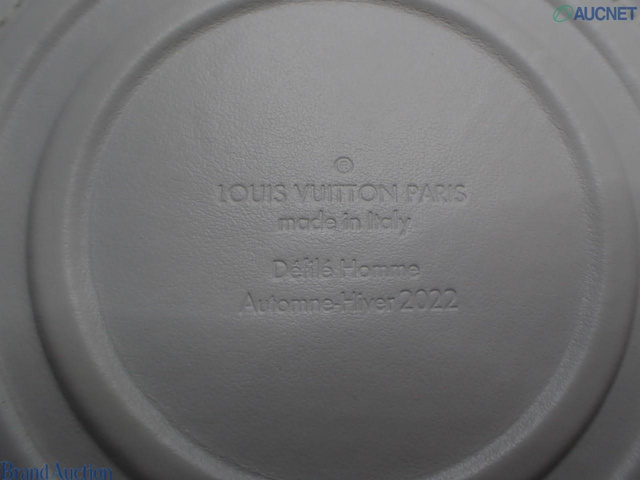 AUCNET
®
LOUIS VUITTON PARIS
made in Italy
Défilé Homme
Automne-Hiver 2022
Brand Auction